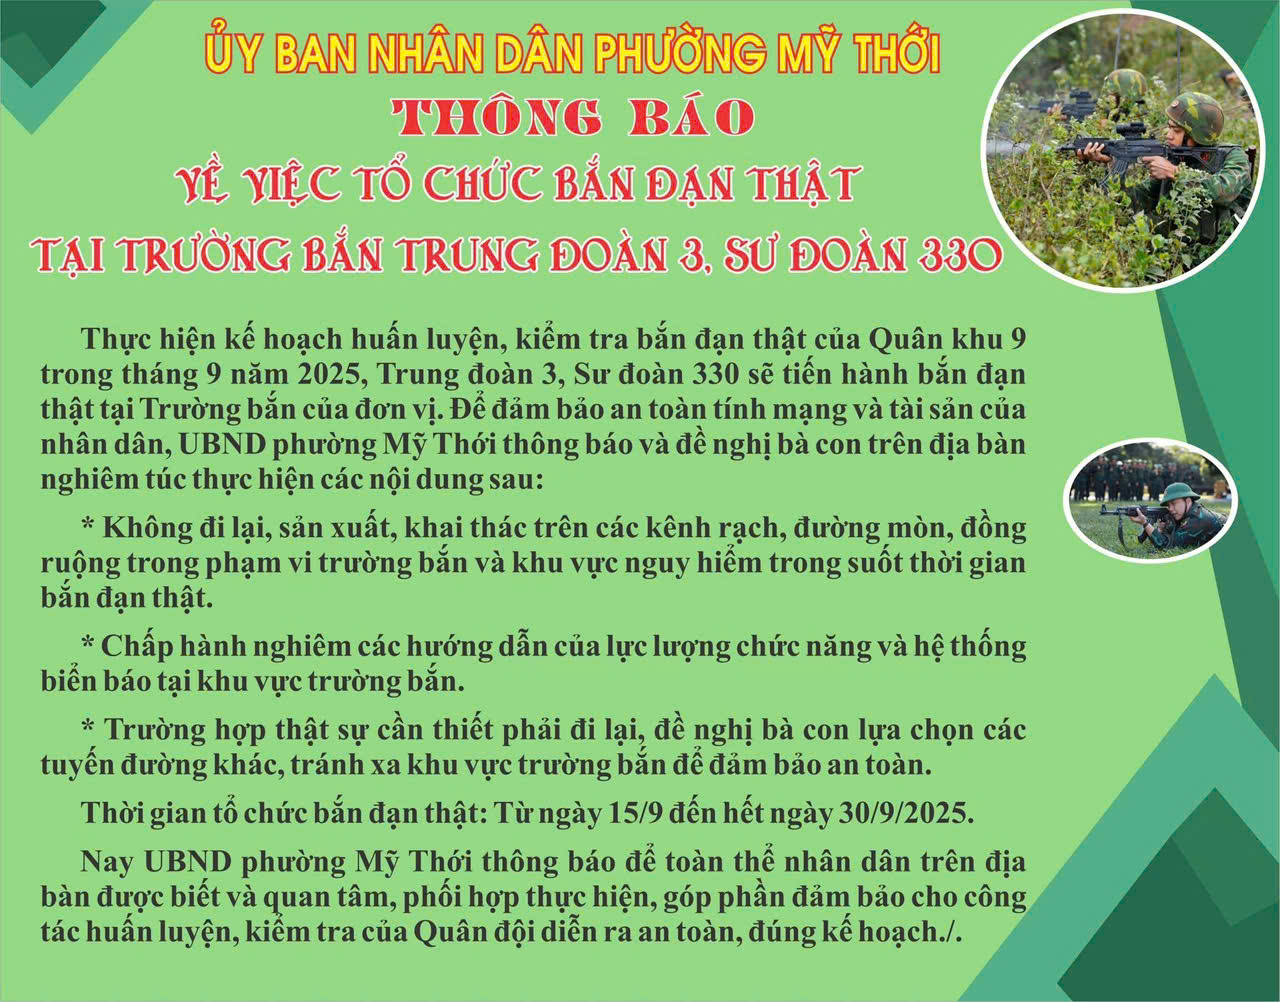 ỦY BAN NHÂN DÂN PHƯỜNG MỸ THỚI
THÔNG BÁO
VỀ VIỆC TỔ CHỨC BẮN ĐẠN THẬT
TẠI TRƯỜNG BẮN TRUNG ĐOÀN 3, SƯ ĐOÀN 330
Thực hiện kế hoạch huấn luyện, kiểm tra bắn đạn thật của Quân khu 9
trong tháng 9 năm 2025, Trung đoàn 3, Sư đoàn 330 sẽ tiến hành bắn đạn
thật tại Trường bắn của đơn vị. Để đảm bảo an toàn tính mạng và tài sản của
nhân dân, UBND phường Mỹ Thới thông báo và đề nghị bà con trên địa bàn
nghiêm túc thực hiện các nội dung sau:
* Không đi lại, sản xuất, khai thác trên các kênh rạch, đường mòn, đồng
ruộng trong phạm vi trường bắn và khu vực nguy hiểm trong suốt thời gian
bắn đạn thật.
* Chấp hành nghiêm các hướng dẫn của lực lượng chức năng và hệ thống
biển báo tại khu vực trường bắn.
* Trường hợp thật sự cần thiết phải đi lại, đề nghị bà con lựa chọn các
tuyến đường khác, tránh xa khu vực trường bắn để đảm bảo an toàn.
Thời gian tổ chức bắn đạn thật: Từ ngày 15/9 đến hết ngày 30/9/2025.
Nay UBND phường Mỹ Thới thông báo để toàn thể nhân dân trên địa
bàn được biết và quan tâm, phối hợp thực hiện, góp phần đảm bảo cho công
tác huấn luyện, kiểm tra của Quân đội diễn ra an toàn, đúng kế hoạch./.